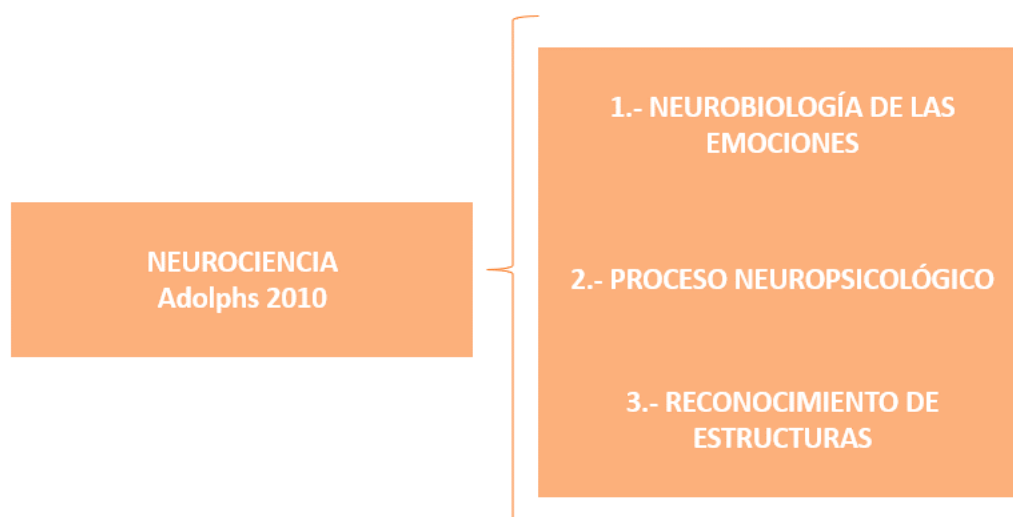 NEUROCIENCIA
Adolphs 2010
1.- NEUROBIOLOGÍA DE LAS
EMOCIONES
2.- PROCESO NEUROPSICOLÓGICO
3.- RECONOCIMIENTO DE
ESTRUCTURAS